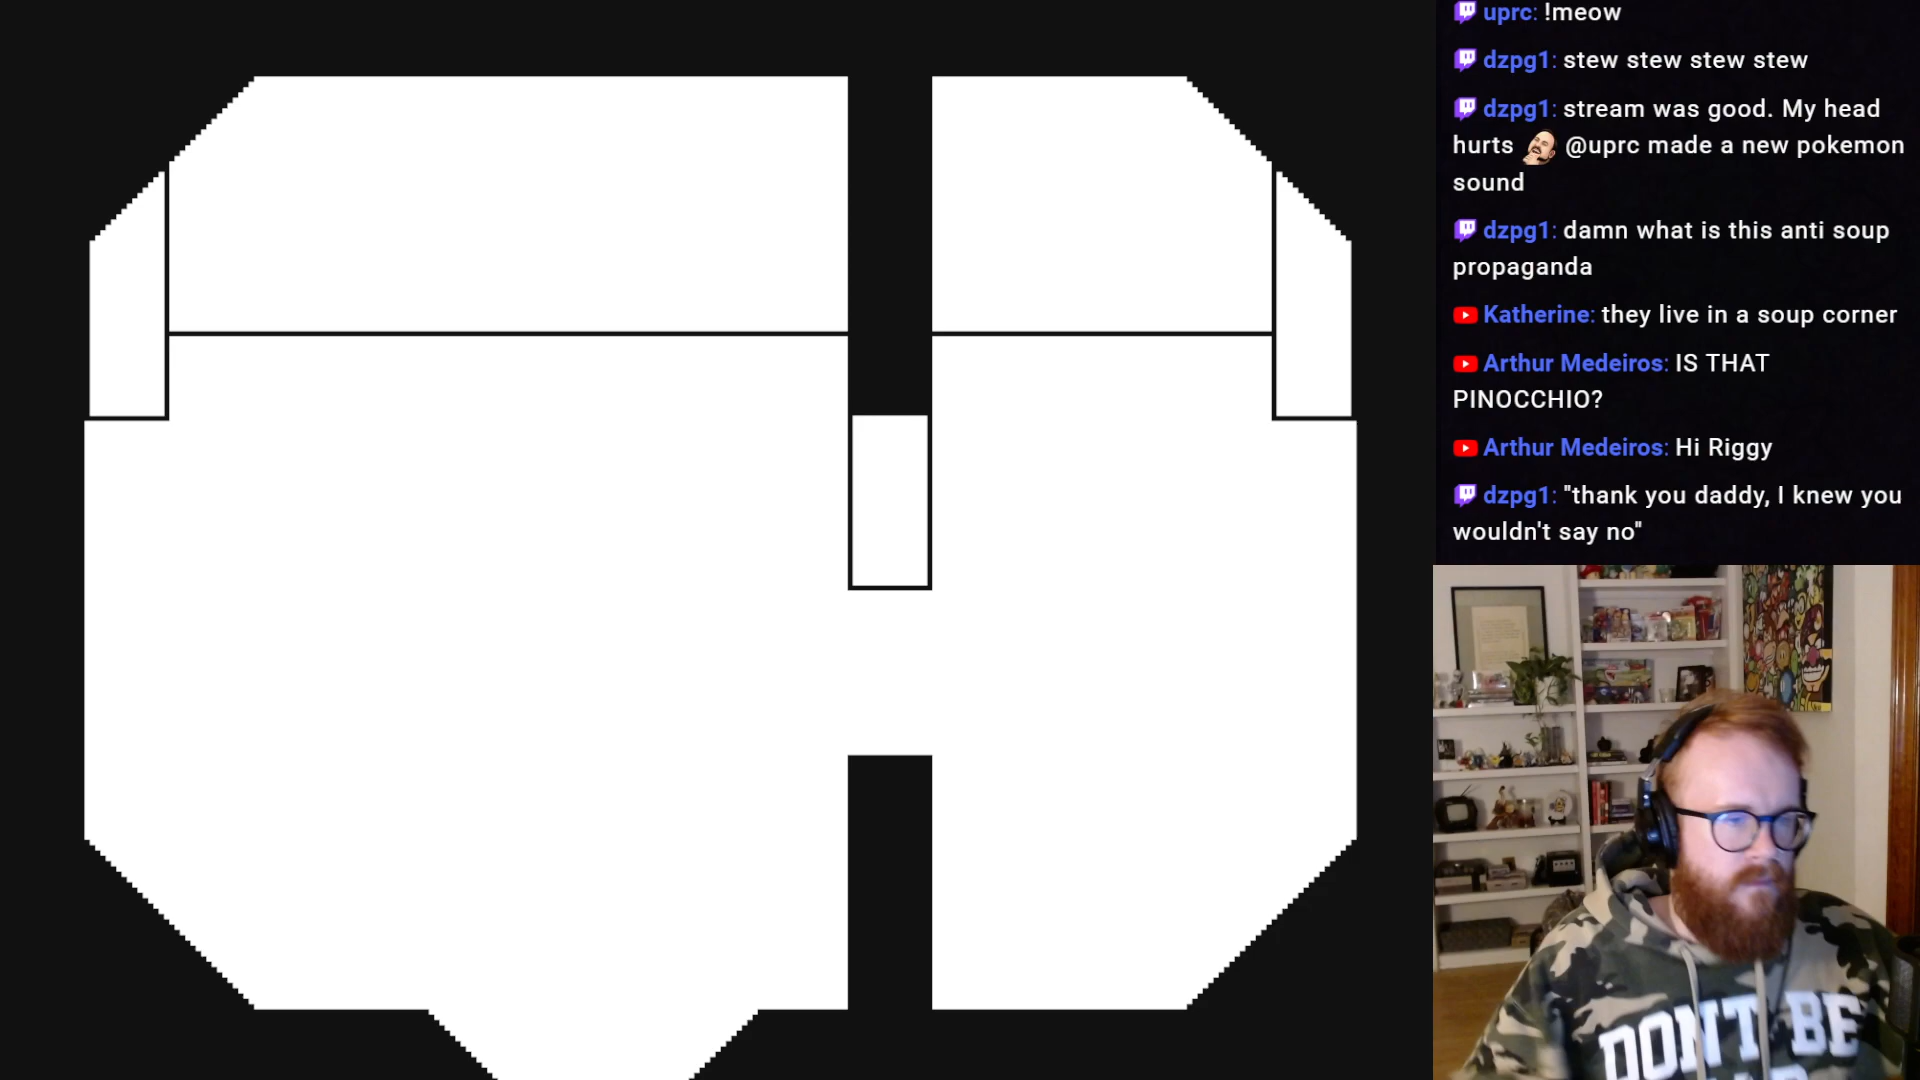 uprc: !meow
dzpg1: stew stew stew stew
dzpg1: stream was good. My head
hurts @uprc made a new pokemon
sound
dzpg1: damn what is this anti soup
propaganda
Katherine: they live in a soup corner
Arthur Medeiros: IS THAT
PINOCCHIO?
Arthur Medeiros: Hi Riggy
dzpg1: "thank you daddy, I knew you
wouldn't say no"
DON'T BE